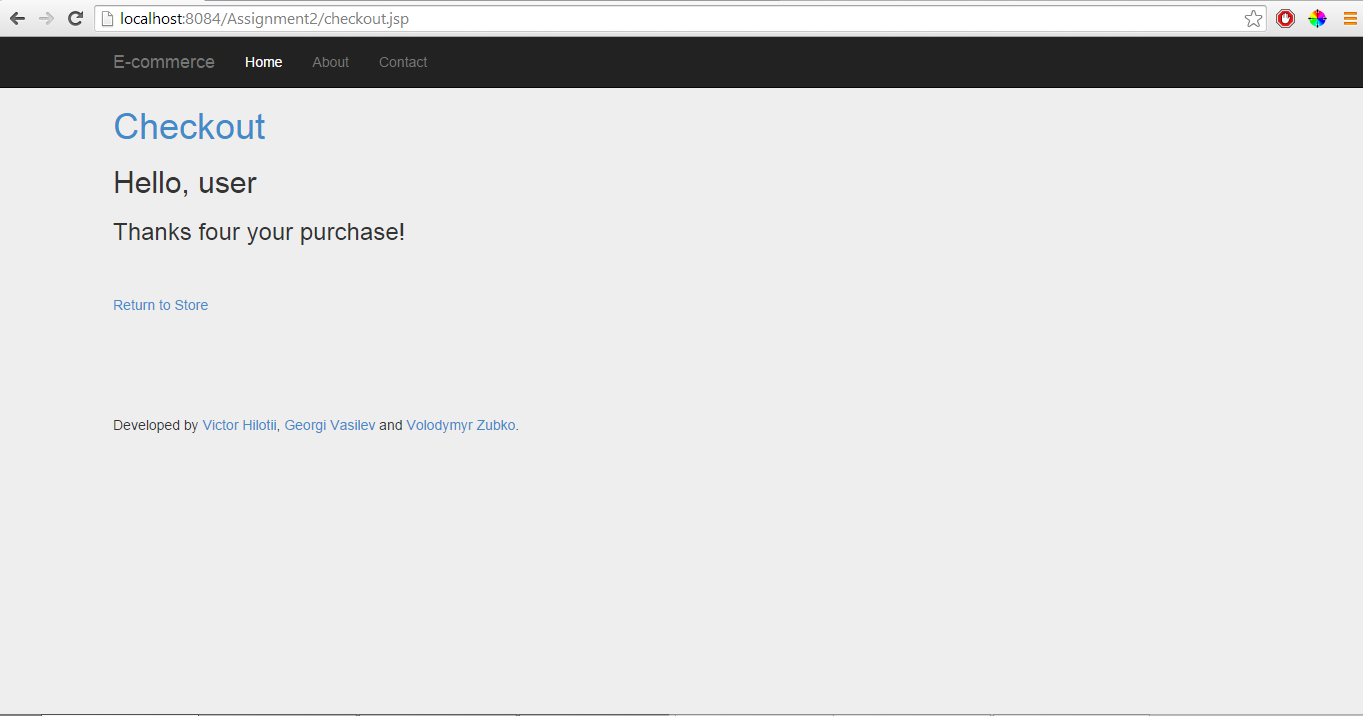 localhost:8084/Assignment2/checkout.jsp
E-commerce Home About Contact
Checkout
Hello, user
Thanks four your purchase!
Return to Store
Developed by Victor Hilotii, Georgi Vasilev and Volodymyr Zubko.